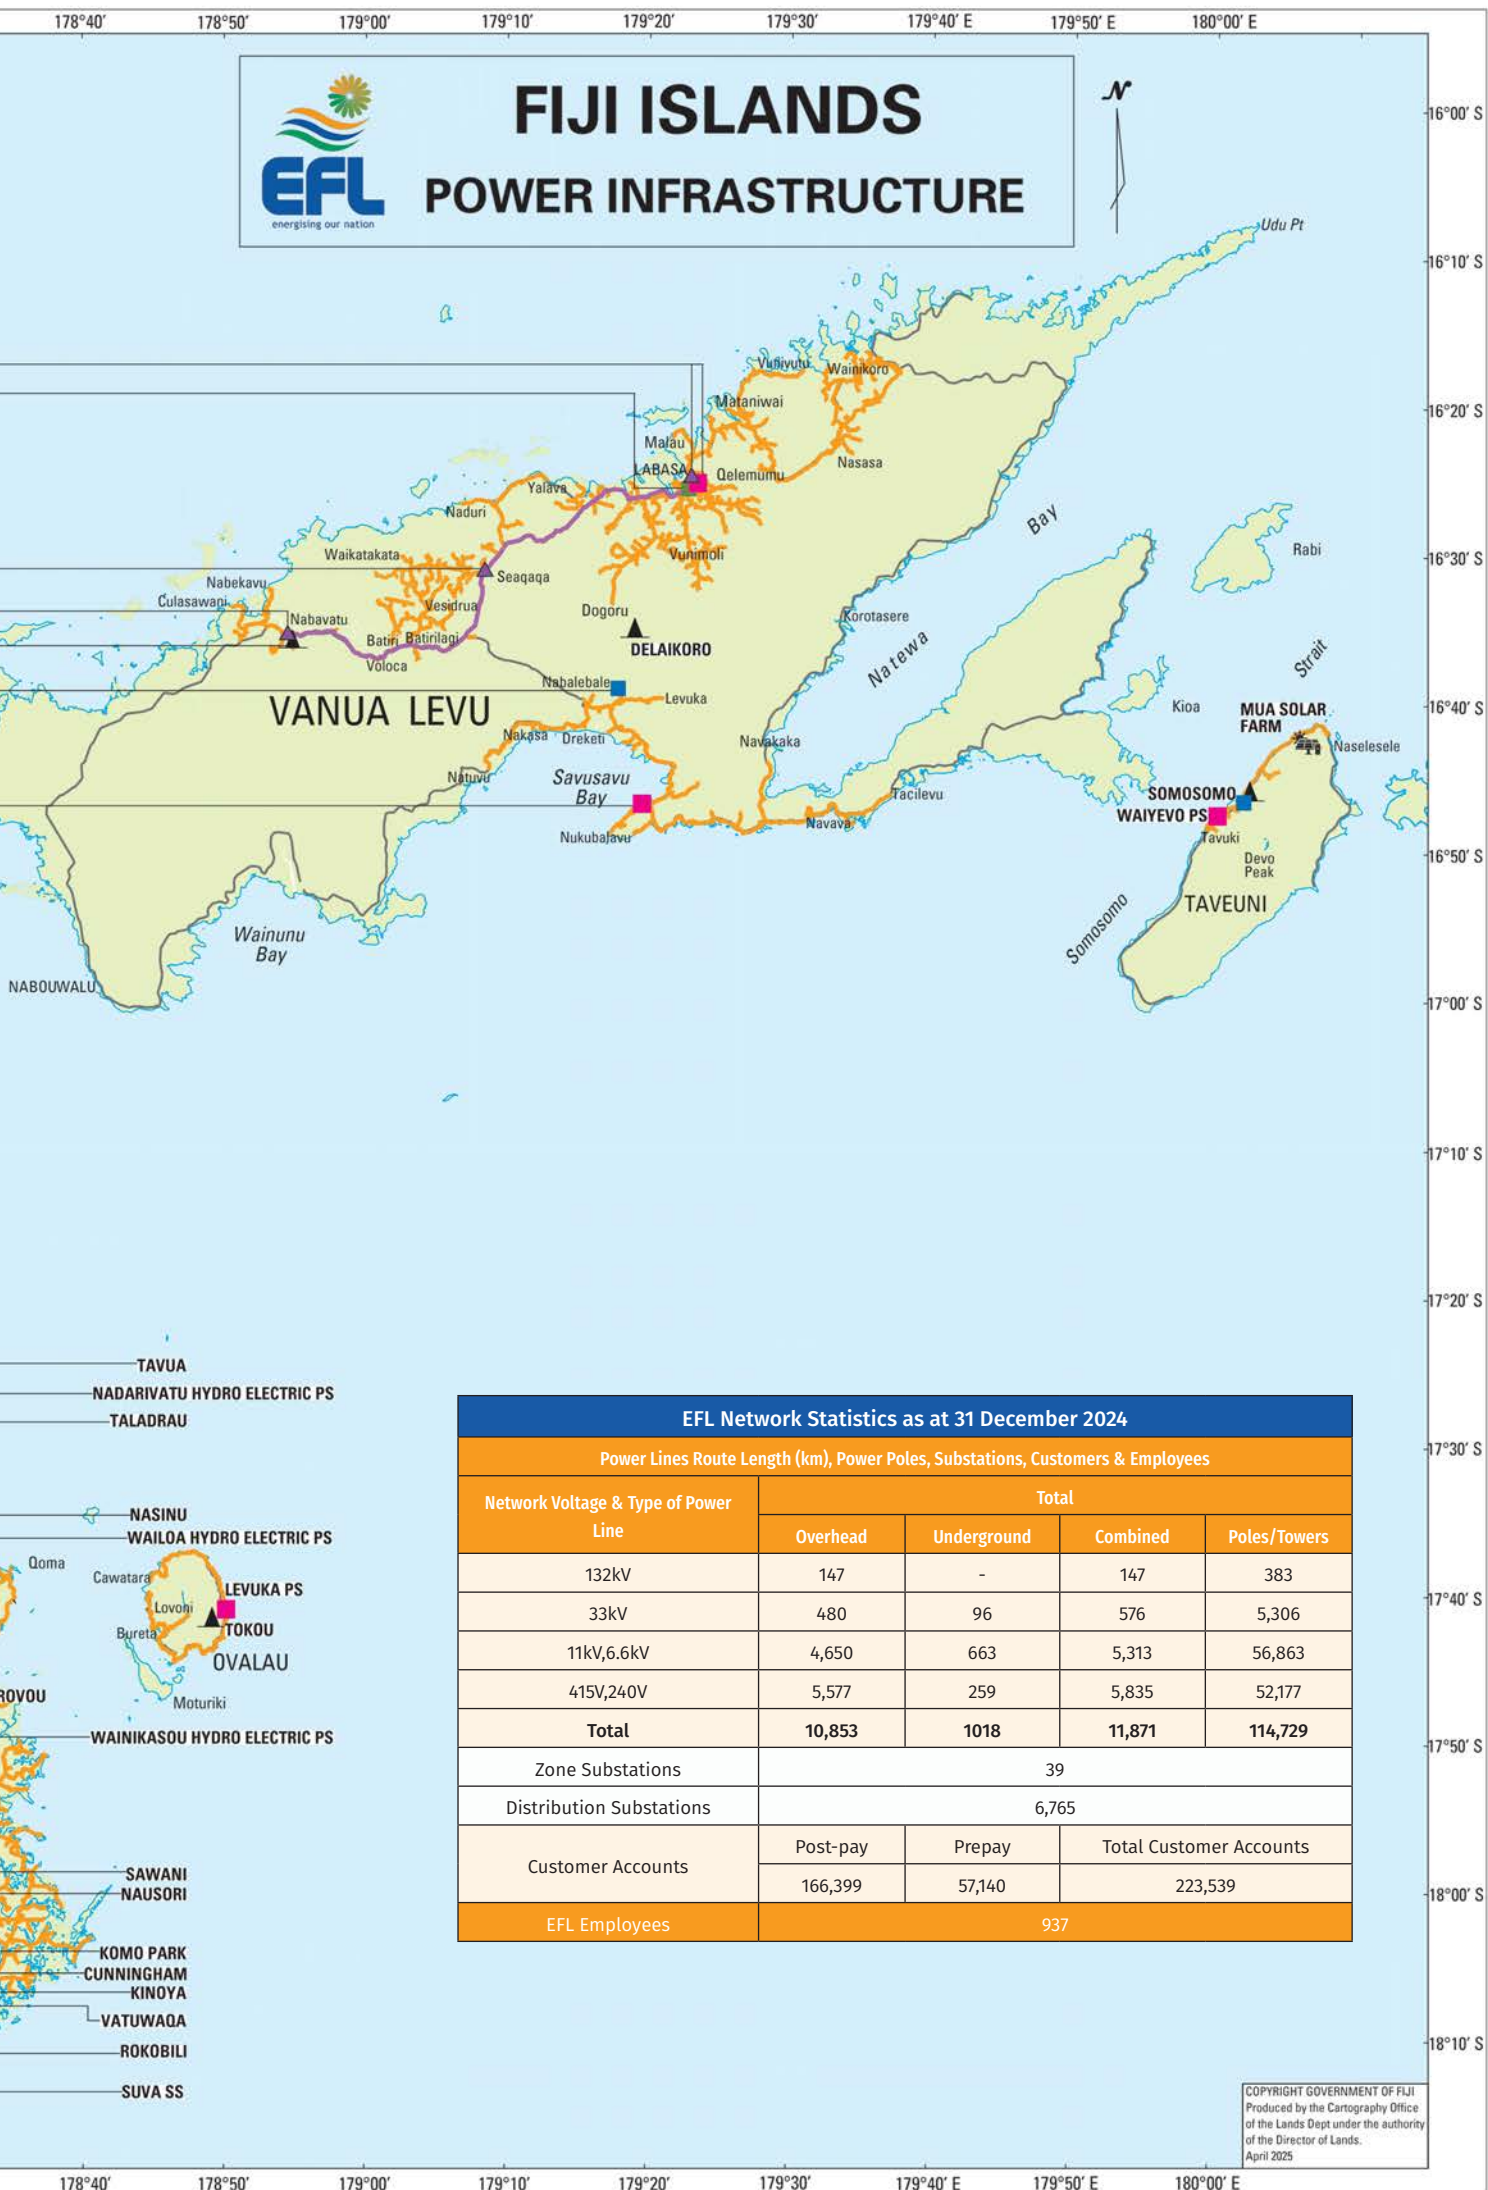 178°40' 178°50' 179°00' 179°10' 179°20' 179°30' 179°40' E 179°50' E 180°00' E
FIJI ISLANDS
POWER INFRASTRUCTURE
EFL
energising our nation
N
16°00' S
Udu Pt
16°10' S
Vunivutu
Wainikoro
Mataniwai
16°20' S
Malau
Nasasa
LABASA
Qelemumu
Yalava
Naduri
Bay
Waikatakata
Vunimoli
Rabi
16°30' S
Seaqaqa
Nabekavu
Culasawani
Vesidrua
Dogoru
Nabavatu
Korotasere
Batiri
Batirilagi
DELAIKORO
Natewa
Voloca
Strait
Nabalebale
Levuka
VANUA LEVU
Kioa
MUA SOLAR
FARM
16°40' S
Nakasa
Dreketi
Navakaka
Naselesele
Natuvu
Savusavu
Bay
Tacilevu
SOMOSOMO
WAIYEVO PS
Nukubalavu
Navava
Tavuki
16°50' S
Devo
Peak
TAVEUNI
Somosomo
Wainunu
Bay
NABOUWALU
17°00' S
17°10' S
17°20' S
TAVUA
NADARIVATU HYDRO ELECTRIC PS
TALADRAU
17°30' S
NASINU
WAILOA HYDRO ELECTRIC PS
Qoma
Cawatara
LEVUKA PS
17°40' S
Lovoni
Bureta
TOKOU
OVALAU
ROVOU
Moturiki
WAINIKASOU HYDRO ELECTRIC PS
17°50' S
SAWANI
NAUSORI
18°00' S
KOMO PARK
CUNNINGHAM
KINOYA
VATUWAQA
18°10' S
ROKOBILI
SUVA SS
EFL Network Statistics as at 31 December 2024
Power Lines Route Length (km), Power Poles, Substations, Customers & Employees
Network Voltage & Type of Power
Line
Total
Overhead Underground Combined Poles/Towers
132kV 147 - 147 383
33kV 480 96 576 5,306
11kV,6.6kV 4,650 663 5,313 56,863
415V,240V 5,577 259 5,835 52,177
Total 10,853 1018 11,871 114,729
Zone Substations 39
Distribution Substations 6,765
Customer Accounts
Post-pay Prepay Total Customer Accounts
166,399 57,140 223,539
EFL Employees 937
COPYRIGHT GOVERNMENT OF FIJI
Produced by the Cartography Office
of the Lands Dept under the authority
of the Director of Lands.
April 2025
178°40' 178°50' 179°00' 179°10' 179°20' 179°30' 179°40' E 179°50' E 180°00' E